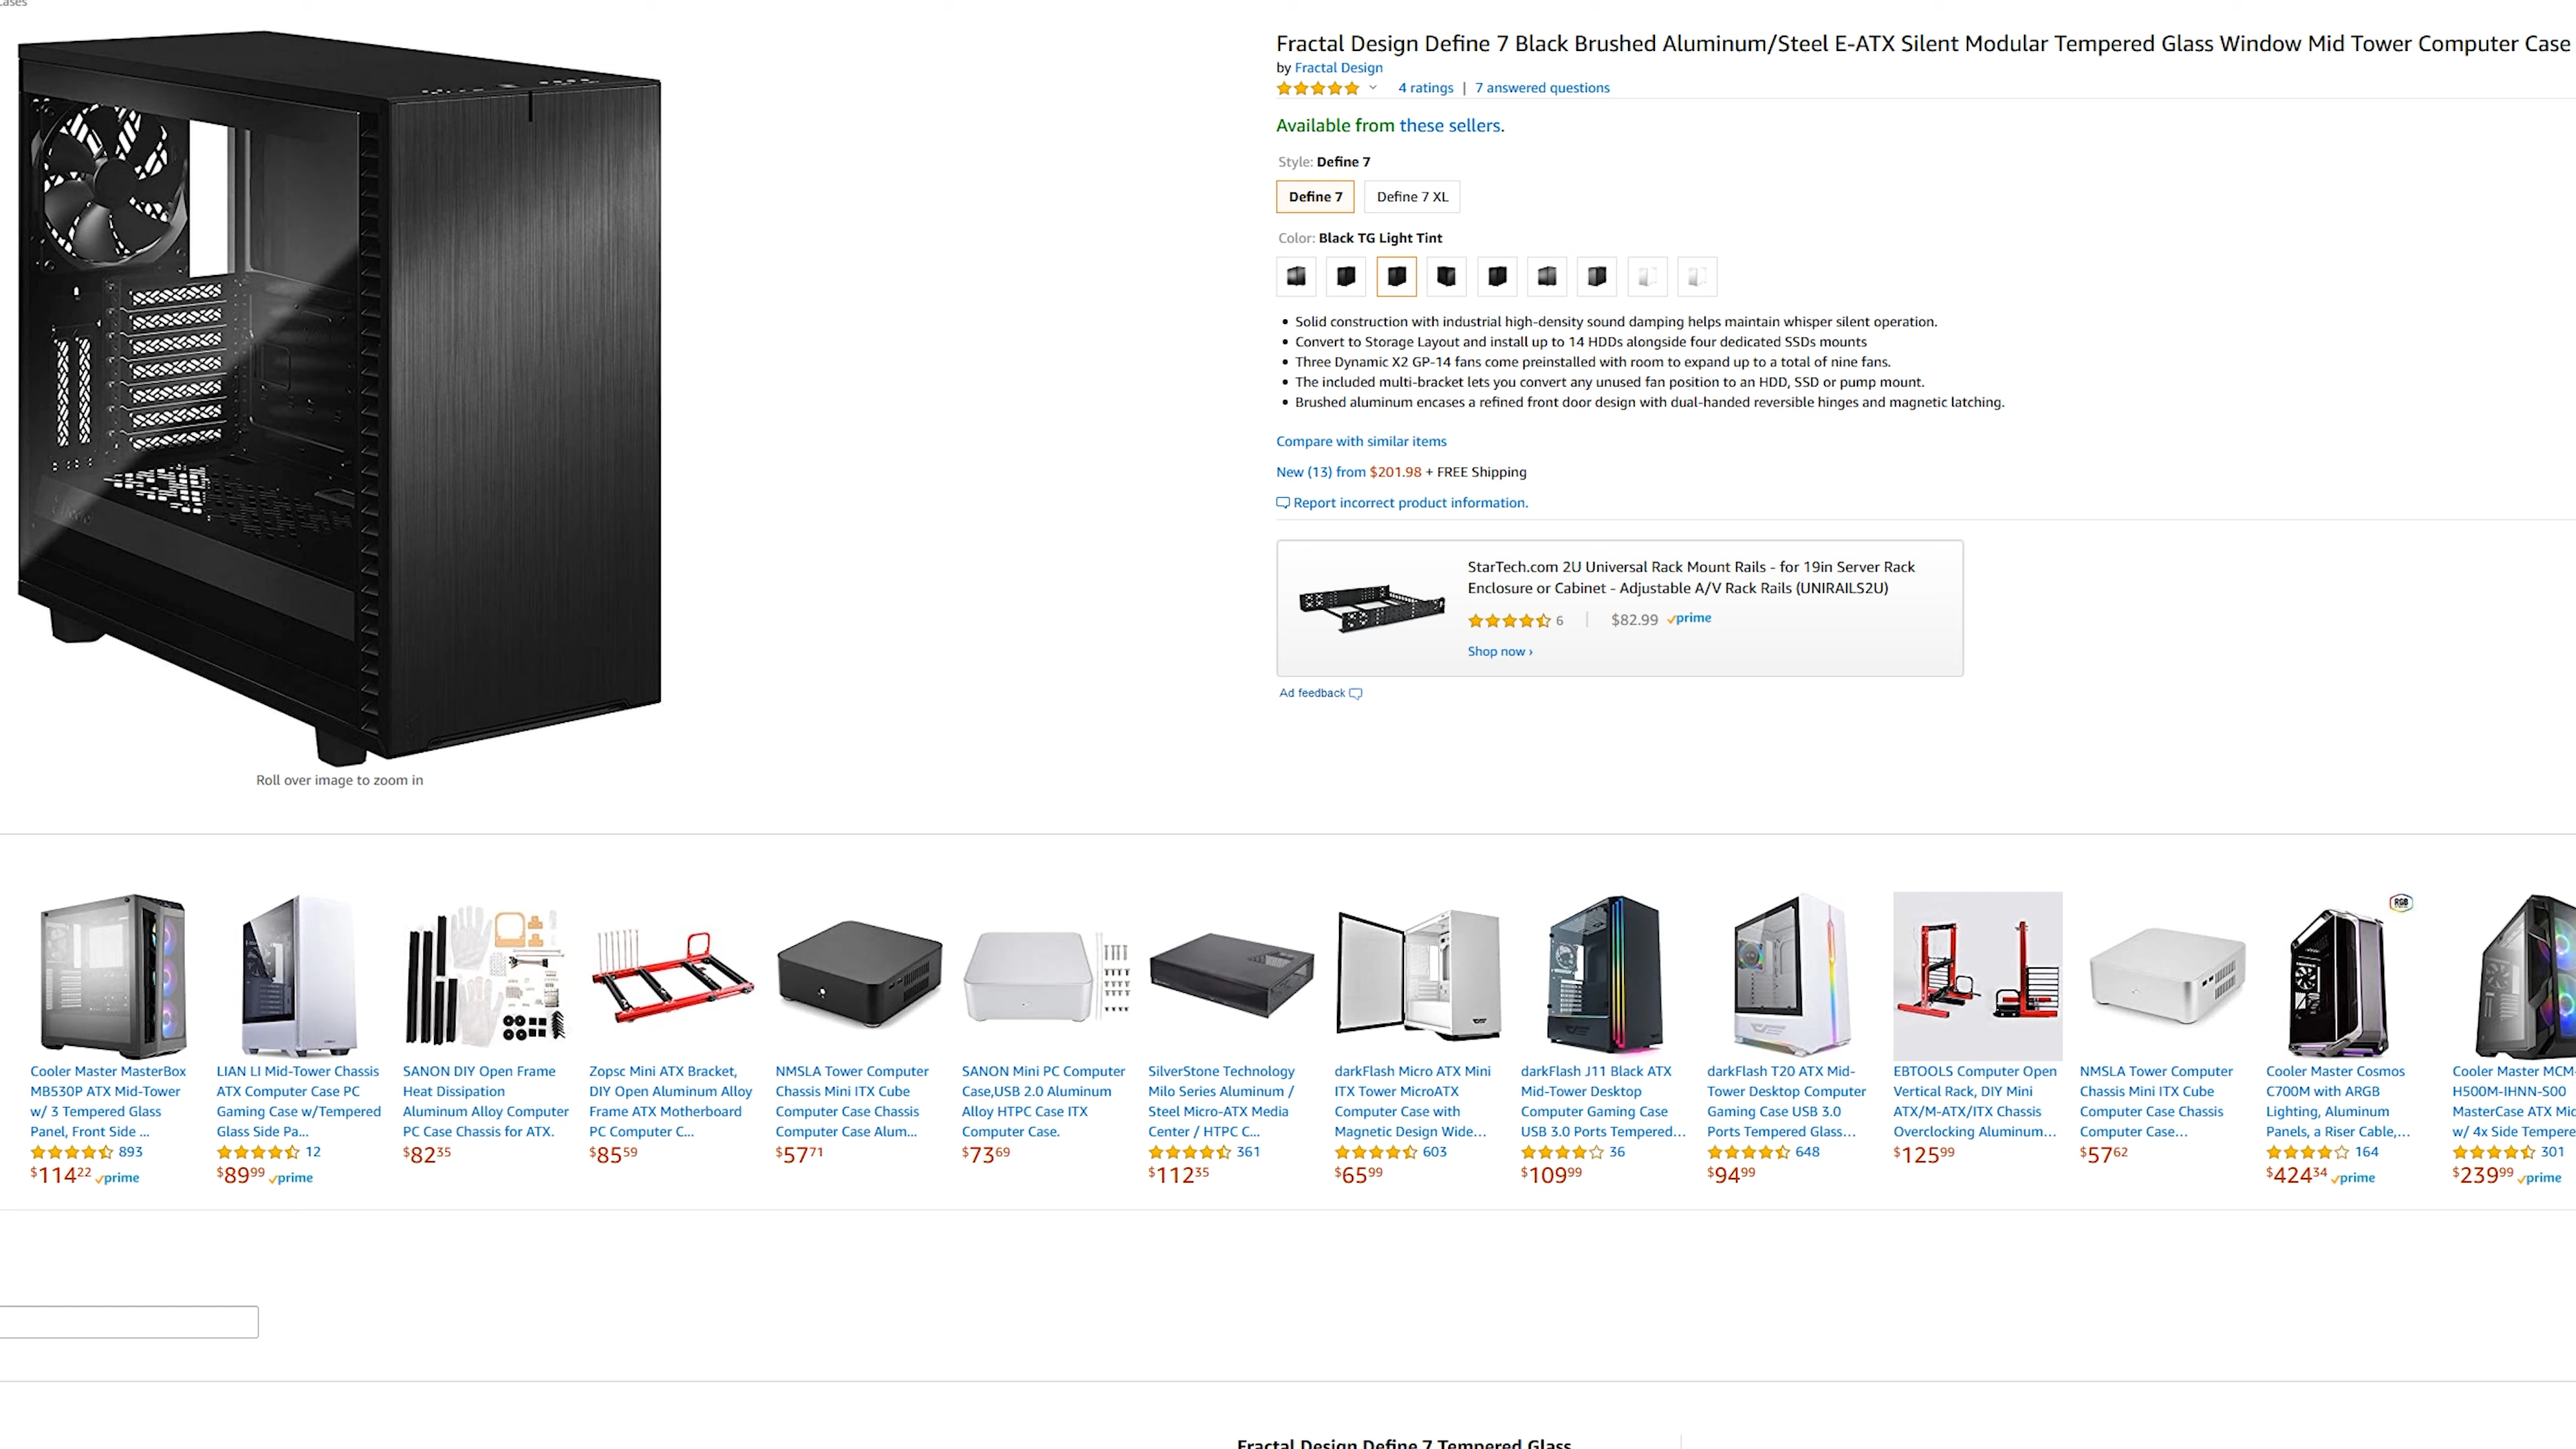 Cases
Fractal Design Define 7 Black Brushed Aluminum/Steel E-ATX Silent Modular Tempered Glass Window Mid Tower Computer Case
by Fractal Design
4 ratings | 7 answered questions
Available from these sellers.
Style: Define 7
Define 7
Define 7 XL
Color: Black TG Light Tint
• Solid construction with industrial high-density sound damping helps maintain whisper silent operation.
• Convert to Storage Layout and install up to 14 HDDs alongside four dedicated SSDs mounts
• Three Dynamic X2 GP-14 fans come preinstalled with room to expand up to a total of nine fans.
• The included multi-bracket lets you convert any unused fan position to an HDD, SSD or pump mount.
• Brushed aluminum encases a refined front door design with dual-handed reversible hinges and magnetic latching.
Compare with similar items
New (13) from $201.98 + FREE Shipping
Report incorrect product information.
StarTech.com 2U Universal Rack Mount Rails - for 19in Server Rack
Enclosure or Cabinet - Adjustable A/V Rack Rails (UNIRAILS2U)
6 | $82.99 prime
Shop now ›
Ad feedback
Roll over image to zoom in
Cooler Master MasterBox
MB530P ATX Mid-Tower
w/ 3 Tempered Glass
Panel, Front Side ...
893
$114.22 prime
LIAN LI Mid-Tower Chassis
ATX Computer Case PC
Gaming Case w/Tempered
Glass Side Pa...
12
$89.99 prime
SANON DIY Open Frame
Heat Dissipation
Aluminum Alloy Computer
PC Case Chassis for ATX.
$82.35
Zopsc Mini ATX Bracket,
DIY Open Aluminum Alloy
Frame ATX Motherboard
PC Computer C...
$85.59
NMSLA Tower Computer
Chassis Mini ITX Cube
Computer Case Chassis
Computer Case Alum...
$57.71
SANON Mini PC Computer
Case,USB 2.0 Aluminum
Alloy HTPC Case ITX
Computer Case.
$73.69
SilverStone Technology
Milo Series Aluminum /
Steel Micro-ATX Media
Center / HTPC C...
361
$112.35
darkFlash Micro ATX Mini
ITX Tower MicroATX
Computer Case with
Magnetic Design Wide...
603
$65.99
darkFlash J11 Black ATX
Mid-Tower Desktop
Computer Gaming Case
USB 3.0 Ports Tempered...
36
$109.99
darkFlash T20 ATX Mid-
Tower Desktop Computer
Gaming Case USB 3.0
Ports Tempered Glass...
648
$94.99
EBTOOLS Computer Open
Vertical Rack, DIY Mini
ATX/M-ATX/ITX Chassis
Overclocking Aluminum...
$125.99
NMSLA Tower Computer
Chassis Mini ITX Cube
Computer Case Chassis
Computer Case...
$57.62
RGB
Cooler Master Cosmos
C700M with ARGB
Lighting, Aluminum
Panels, a Riser Cable,...
164
$424.34 prime
Cooler Master MCM-
H500M-IHNN-S00
MasterCase ATX Mid
w/ 4x Side Tempere
301
$239.99 prime
Fractal Design Define 7 Tempered Glass